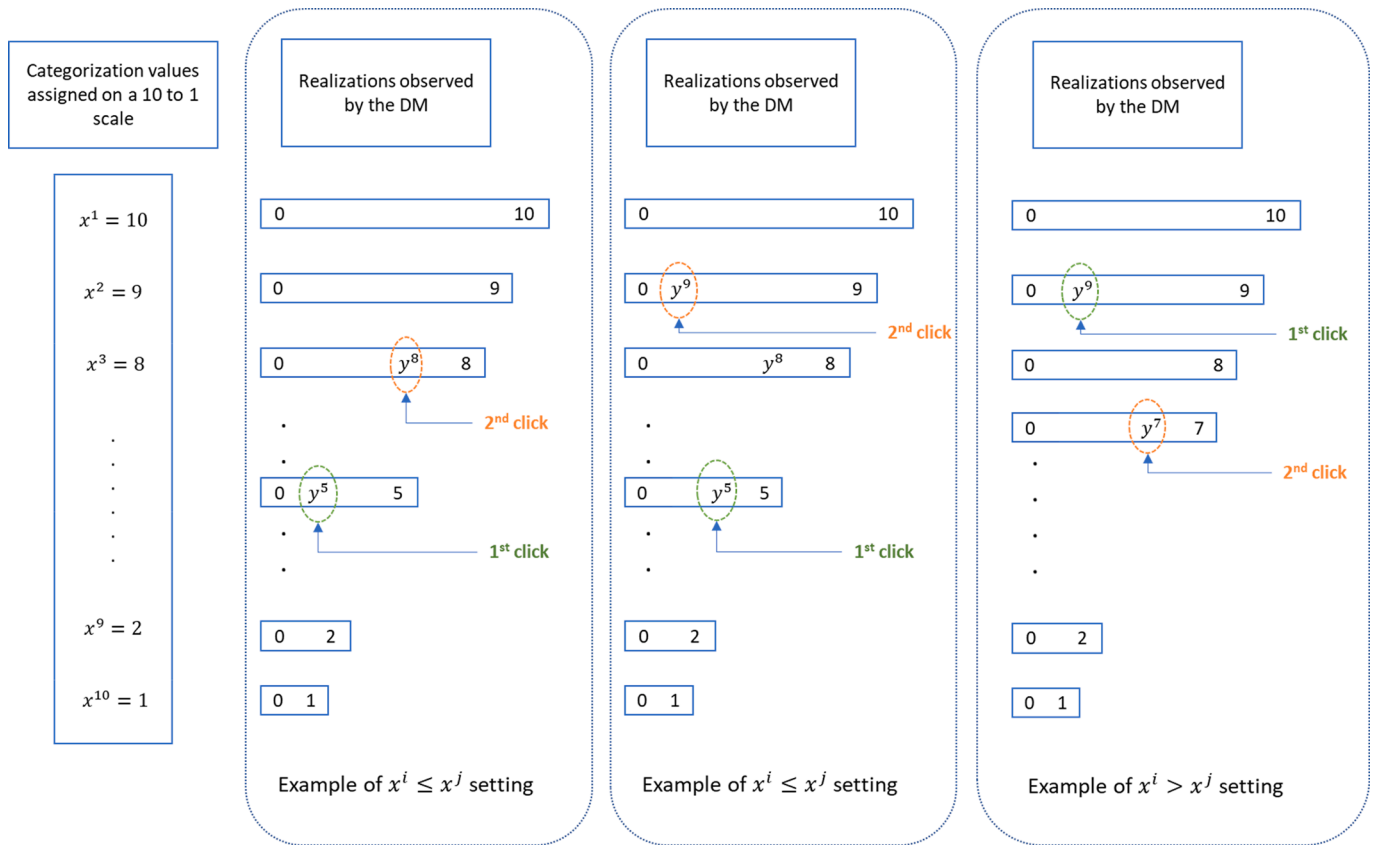 Categorization values
assigned on a 10 to 1
scale
x¹ = 10
x² = 9
x³ = 8
.
.
.
.
.
.
x⁹ = 2
x¹⁰ = 1
Realizations observed
by the DM
0 10
0 9
0 y⁸ 8
2nd click
.
.
0 y⁵ 5
.
1st click
.
0 2
0 1
Example of xⁱ ≤ xʲ setting
Realizations observed
by the DM
0 10
0 y⁹ 9
2nd click
0 y⁸ 8
.
.
0 y⁵ 5
.
1st click
.
0 2
0 1
Example of xⁱ ≤ xʲ setting
Realizations observed
by the DM
0 10
0 y⁹ 9
1st click
0 8
0 y⁷ 7
.
2nd click
.
.
.
0 2
0 1
Example of xⁱ > xʲ setting